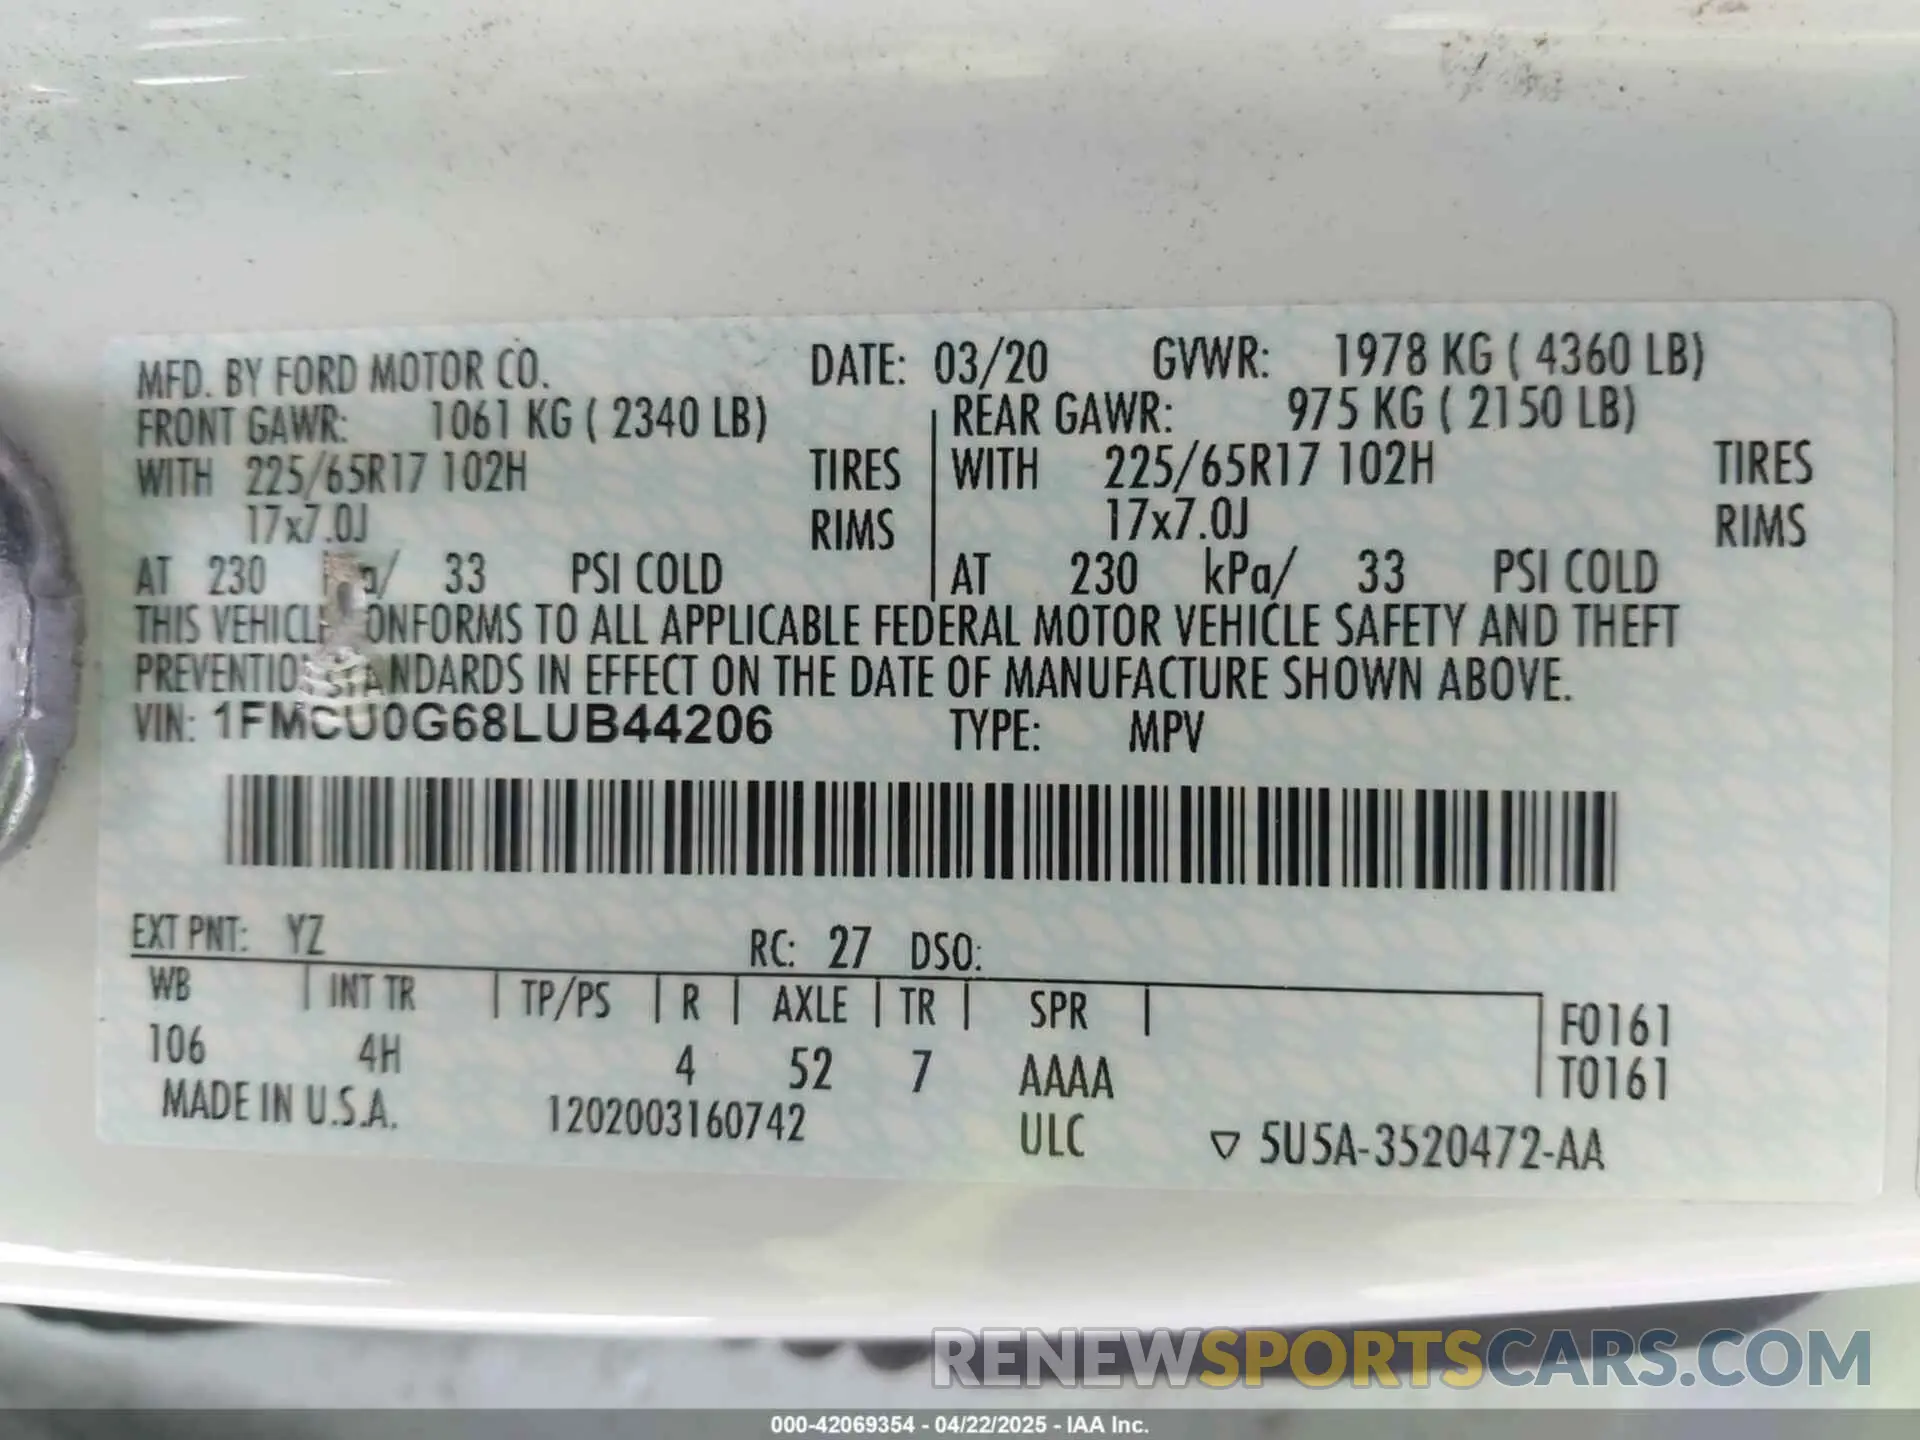 MFD. BY FORD MOTOR CO. DATE: 03/20 GVWR: 1978 KG ( 4360 LB)
FRONT GAWR: 1061 KG ( 2340 LB) REAR GAWR: 975 KG ( 2150 LB)
WITH 225/65R17 102H TIRES WITH 225/65R17 102H TIRES
17x7.0J RIMS 17x7.0J RIMS
AT 230 / 33 PSI COLD AT 230 kPa/ 33 PSI COLD
THIS VEHICLE CONFORMS TO ALL APPLICABLE FEDERAL MOTOR VEHICLE SAFETY AND THEFT
PREVENTION STANDARDS IN EFFECT ON THE DATE OF MANUFACTURE SHOWN ABOVE.
VIN: 1FMCU0G68LUB44206 TYPE: MPV
EXT PNT: YZ RC: 27 DSO:
WB | INT TR | TP/PS | R | AXLE | TR | SPR | F0161
106 4H 4 52 7 AAAA T0161
MADE IN U.S.A. 1202003160742 ULC ▽ 5U5A-3520472-AA
RENEWSPORTSCARS.COM
000-42069354 - 04/22/2025 - IAA Inc.